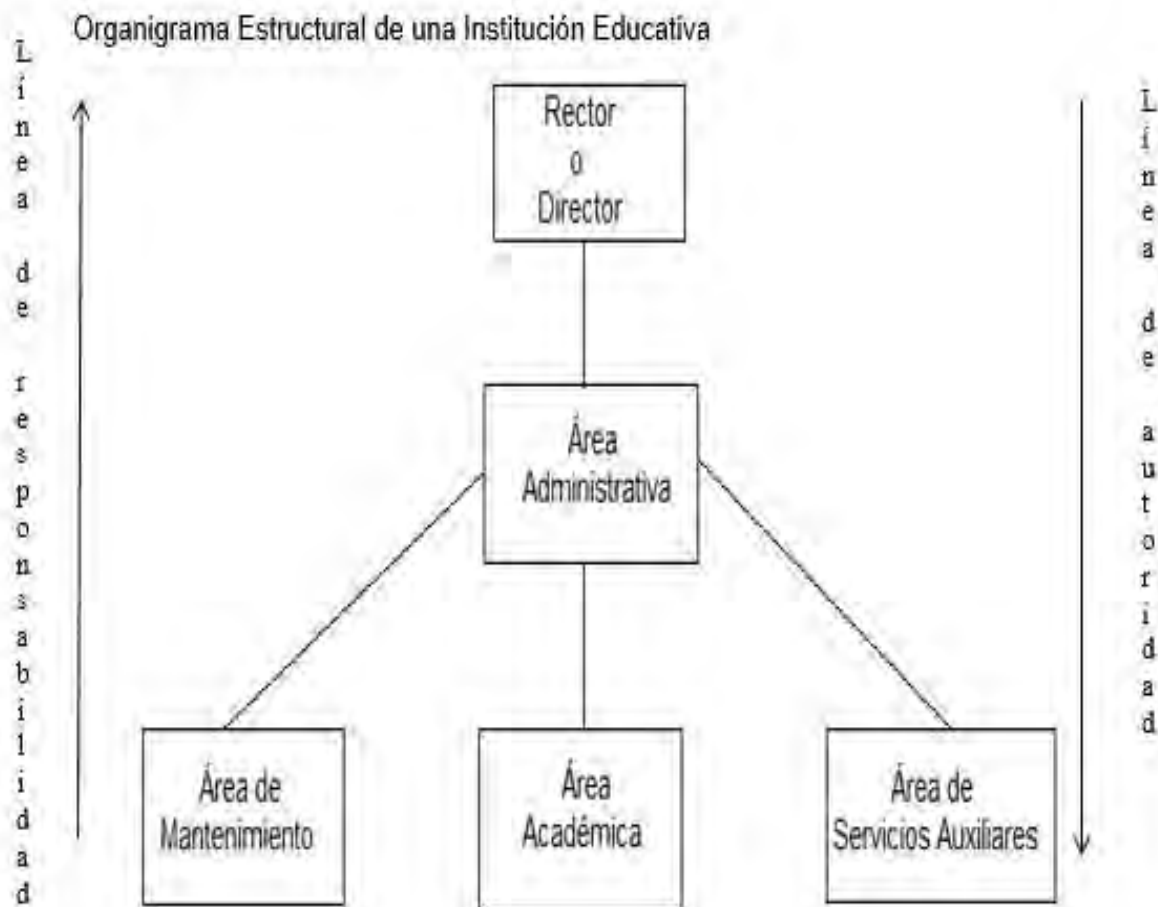 Organigrama Estructural de una Institución Educativa
Línea de responsabilidad
Rector
o
Director
Línea de autoridad
Área
Administrativa
Área de
Mantenimiento
Área
Académica
Área de
Servicios Auxiliares